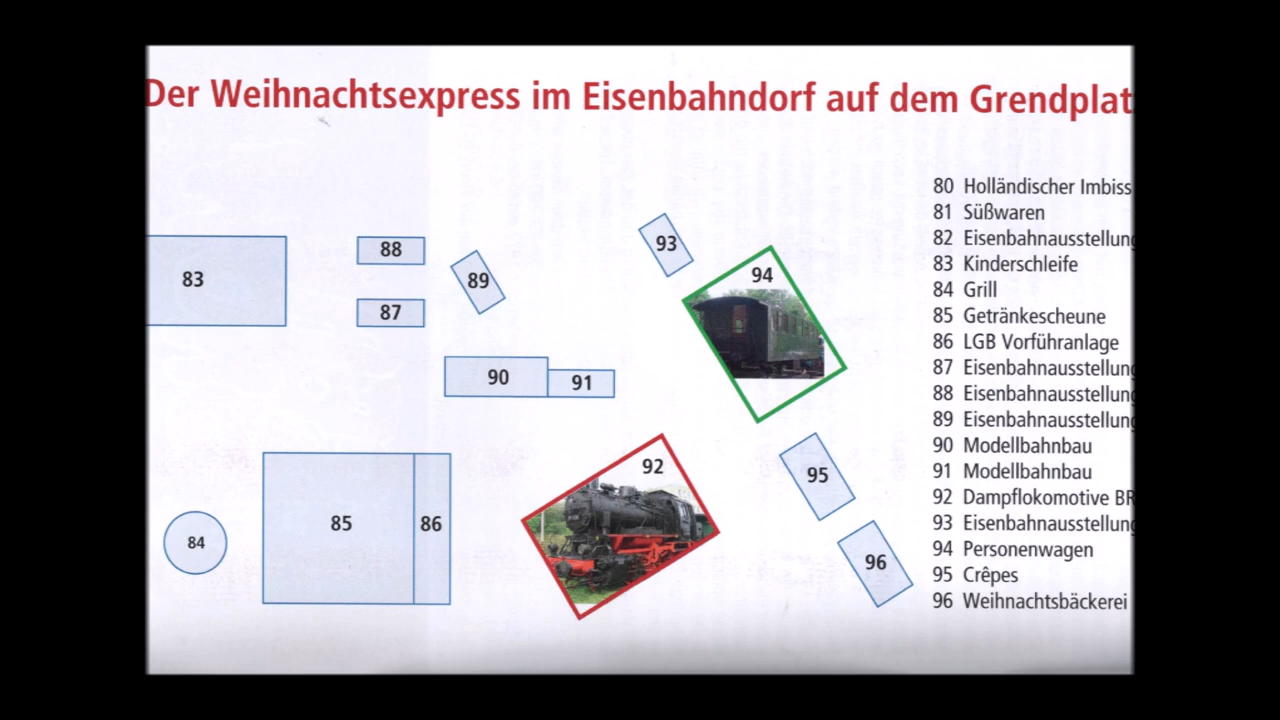 Der Weihnachtsexpress im Eisenbahndorf auf dem Grendplat
80 Holländischer Imbiss
81 Süßwaren
82 Eisenbahnausstellung
83 Kinderschleife
84 Grill
85 Getränkescheune
86 LGB Vorführanlage
87 Eisenbahnausstellung
88 Eisenbahnausstellung
89 Eisenbahnausstellung
90 Modellbahnbau
91 Modellbahnbau
92 Dampflokomotive BR
93 Eisenbahnausstellung
94 Personenwagen
95 Crêpes
96 Weihnachtsbäckerei
83
88
87
89
93
94
90
91
92
95
96
84
85
86